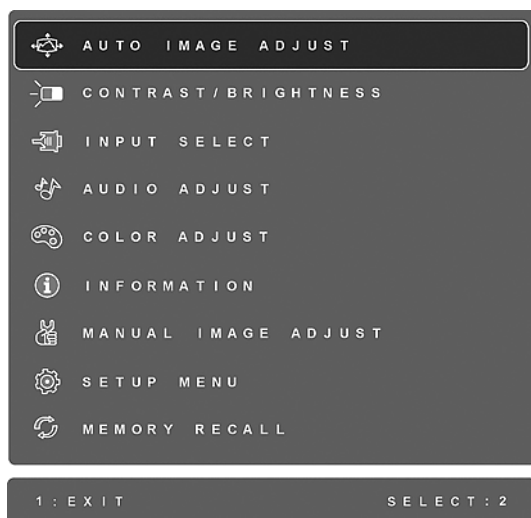 AUTO IMAGE ADJUST
CONTRAST/BRIGHTNESS
INPUT SELECT
AUDIO ADJUST
COLOR ADJUST
INFORMATION
MANUAL IMAGE ADJUST
SETUP MENU
MEMORY RECALL
1:EXIT SELECT:2